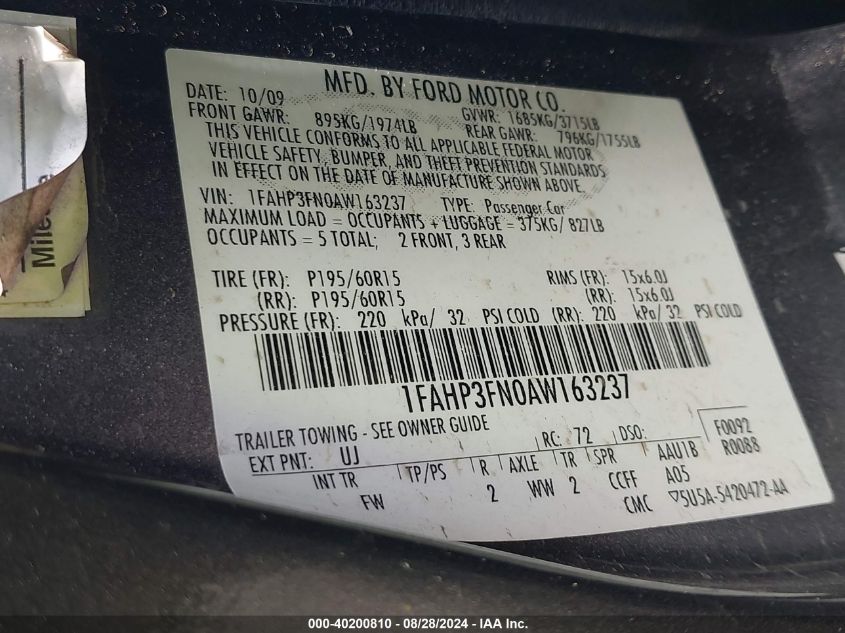 MFD. BY FORD MOTOR CO.
DATE: 10/09 GVWR: 1685KG/3715LB
FRONT GAWR: 895KG/1974LB REAR GAWR: 796KG/1755LB
THIS VEHICLE CONFORMS TO ALL APPLICABLE FEDERAL MOTOR
VEHICLE SAFETY, BUMPER, AND THEFT PREVENTION STANDARDS
IN EFFECT ON THE DATE OF MANUFACTURE SHOWN ABOVE.
VIN: 1FAHP3FN0AW163237 TYPE: Passenger Car
MAXIMUM LOAD = OCCUPANTS + LUGGAGE = 375KG/ 827LB
OCCUPANTS = 5 TOTAL; 2 FRONT, 3 REAR
TIRE (FR): P195/60R15 RIMS (FR): 15x6.0J
(RR): P195/60R15 (RR): 15x6.0J
PRESSURE (FR): 220 kPa/ 32 PSI COLD (RR): 220 kPa/ 32 PSI COLD
1FAHP3FN0AW163237
TRAILER TOWING - SEE OWNER GUIDE
F0092
EXT PNT: UJ RC: 72 DSO: R0088
INT TR TP/PS R AXLE TR SPR AAU1B
FW 2 WW 2 CCFF A05
CMC ▽5U5A-5420472-AA
Mile
000-40200810 - 08/28/2024 - IAA Inc.